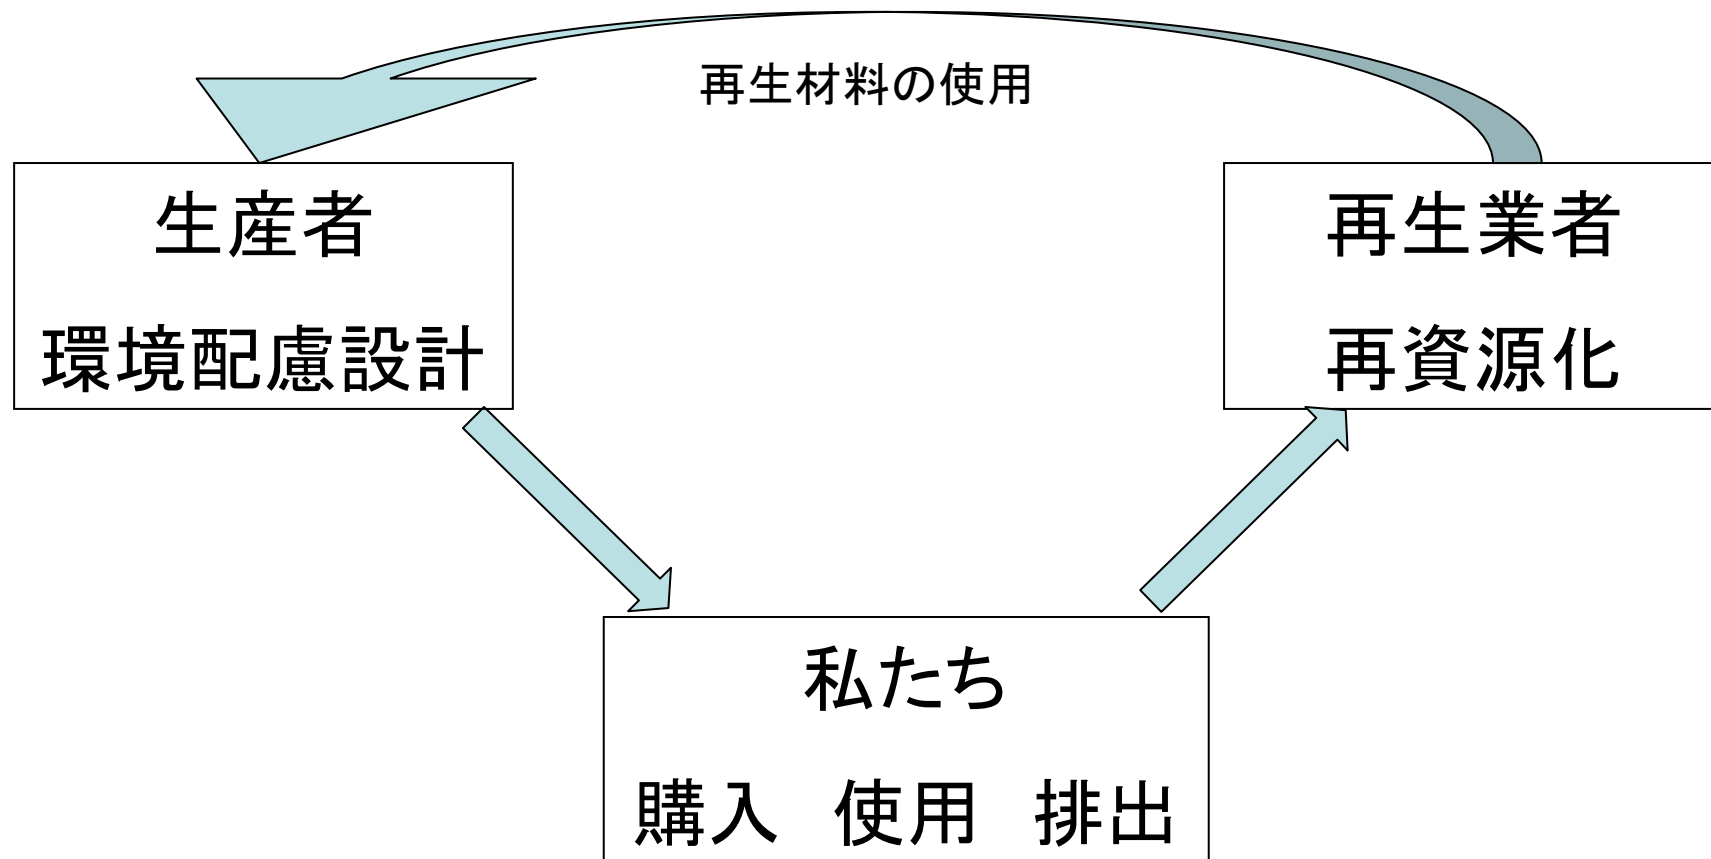 再生材料の使用
生産者
環境配慮設計
再生業者
再資源化
私たち
購入　使用　排出